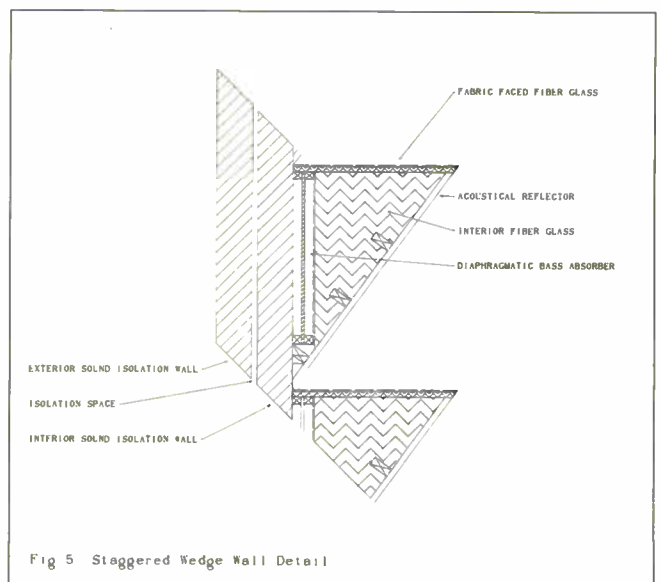 FABRIC FACED FIBER GLASS
ACOUSTICAL REFLECTOR
INTERIOR FIBER GLASS
DIAPHRAGMATIC BASS ABSORBER
EXTERIOR SOUND ISOLATION WALL
ISOLATION SPACE
INTERIOR SOUND ISOLATION WALL
Fig 5 Staggered Wedge Wall Detail